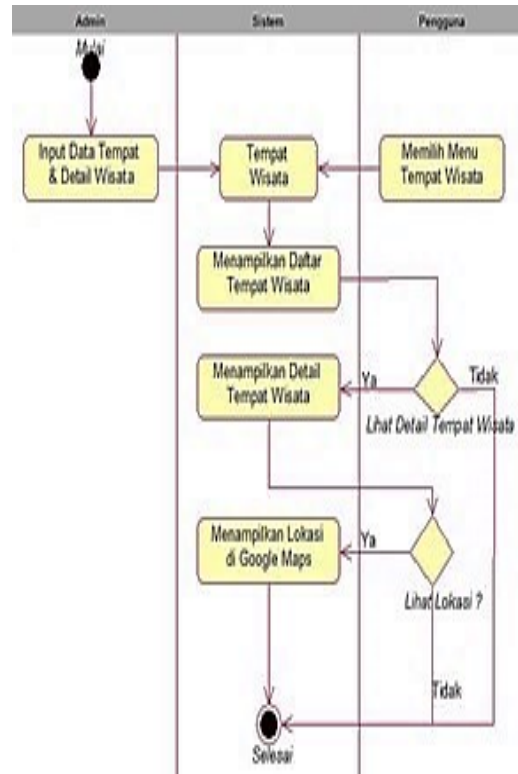 Admin
Sistem
Pengguna
Mulai
Input Data Tempat
& Detail Wisata
Tempat
Wisata
Memilih Menu
Tempat Wisata
Menampilkan Daftar
Tempat Wisata
Menampilkan Detail
Tempat Wisata
Ya
Tidak
Lihat Detail Tempat Wisata
Menampilkan Lokasi
di Google Maps
Ya
Lihat Lokasi ?
Tidak
Selesai